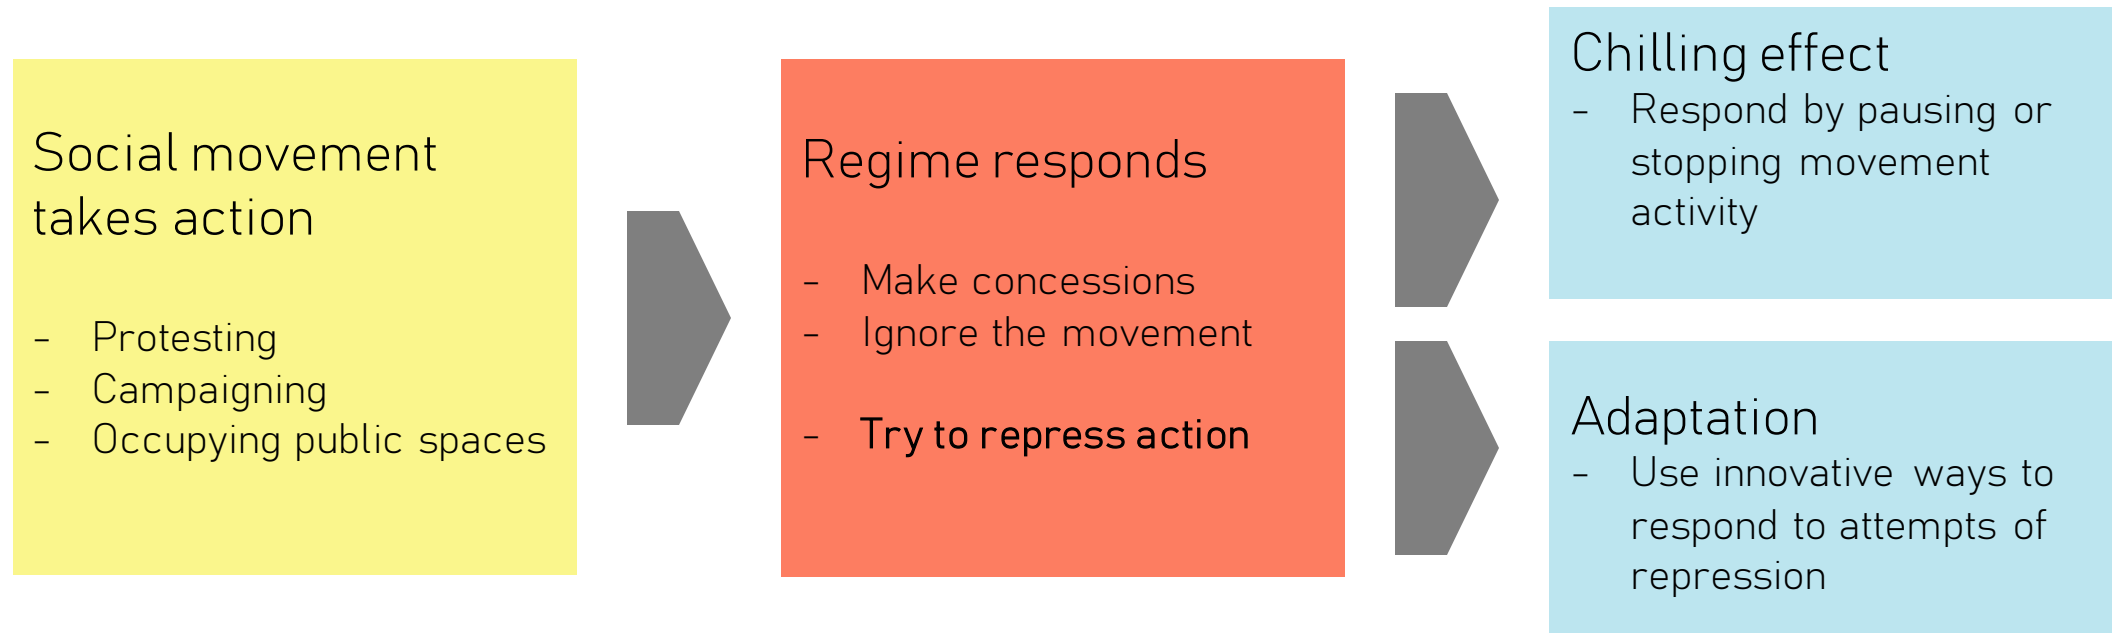 Social movement
takes action
- Protesting
- Campaigning
- Occupying public spaces
Regime responds
- Make concessions
- Ignore the movement
- Try to repress action
Chilling effect
- Respond by pausing or
stopping movement
activity
Adaptation
- Use innovative ways to
respond to attempts of
repression